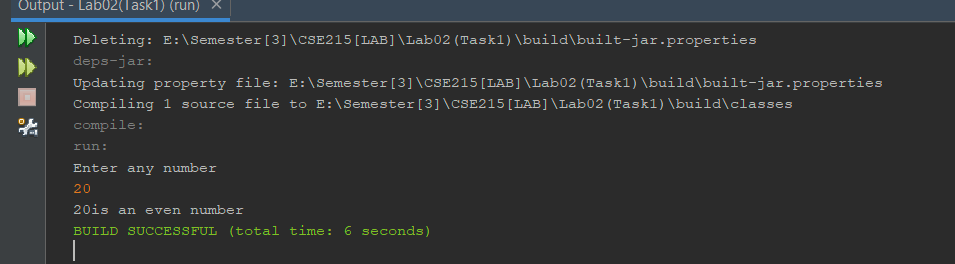 Output - Lab02(Task1) (run) ×
Deleting: E:\Semester[3]\CSE215[LAB]\Lab02(Task1)\build\built-jar.properties
deps-jar:
Updating property file: E:\Semester[3]\CSE215[LAB]\Lab02(Task1)\build\built-jar.properties
Compiling 1 source file to E:\Semester[3]\CSE215[LAB]\Lab02(Task1)\build\classes
compile:
run:
Enter any number
20
20is an even number
BUILD SUCCESSFUL (total time: 6 seconds)